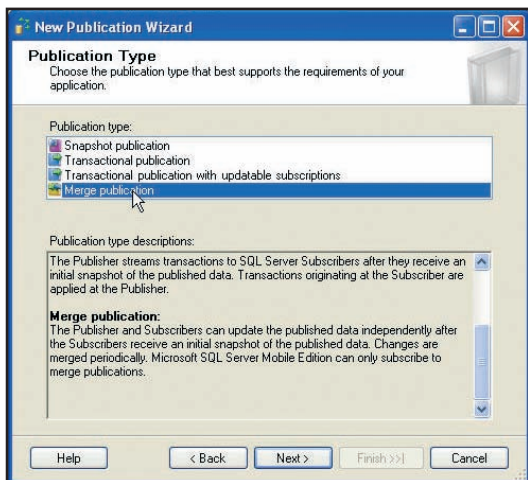 New Publication Wizard
Publication Type
Choose the publication type that best supports the requirements of your
application.
Publication type:
Snapshot publication
Transactional publication
Transactional publication with updatable subscriptions
Merge publication
Publication type descriptions:
The Publisher streams transactions to SQL Server Subscribers after they receive an
initial snapshot of the published data. Transactions originating at the Subscriber are
applied at the Publisher.
Merge publication:
The Publisher and Subscribers can update the published data independently after
the Subscribers receive an initial snapshot of the published data. Changes are
merged periodically. Microsoft SQL Server Mobile Edition can only subscribe to
merge publications.
Help
< Back
Next >
Finish >>|
Cancel